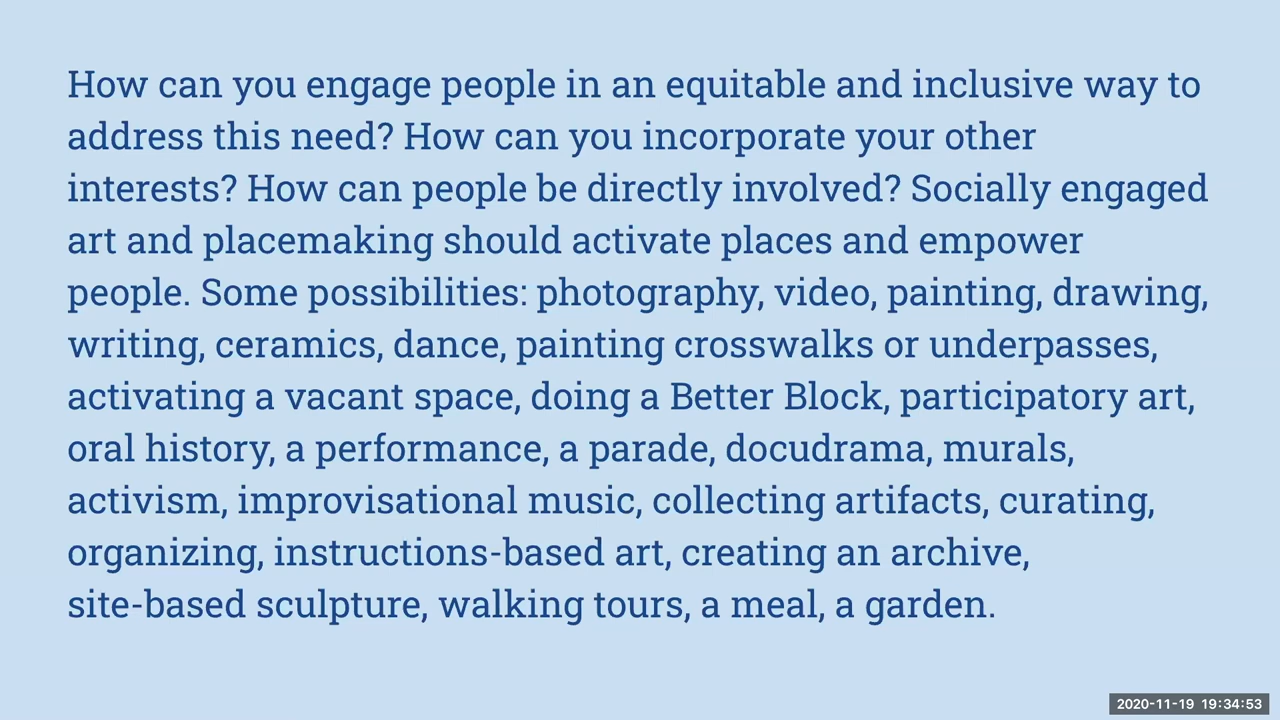 How can you engage people in an equitable and inclusive way to
address this need? How can you incorporate your other
interests? How can people be directly involved? Socially engaged
art and placemaking should activate places and empower
people. Some possibilities: photography, video, painting, drawing,
writing, ceramics, dance, painting crosswalks or underpasses,
activating a vacant space, doing a Better Block, participatory art,
oral history, a performance, a parade, docudrama, murals,
activism, improvisational music, collecting artifacts, curating,
organizing, instructions-based art, creating an archive,
site-based sculpture, walking tours, a meal, a garden.
2020-11-19 19:34:53